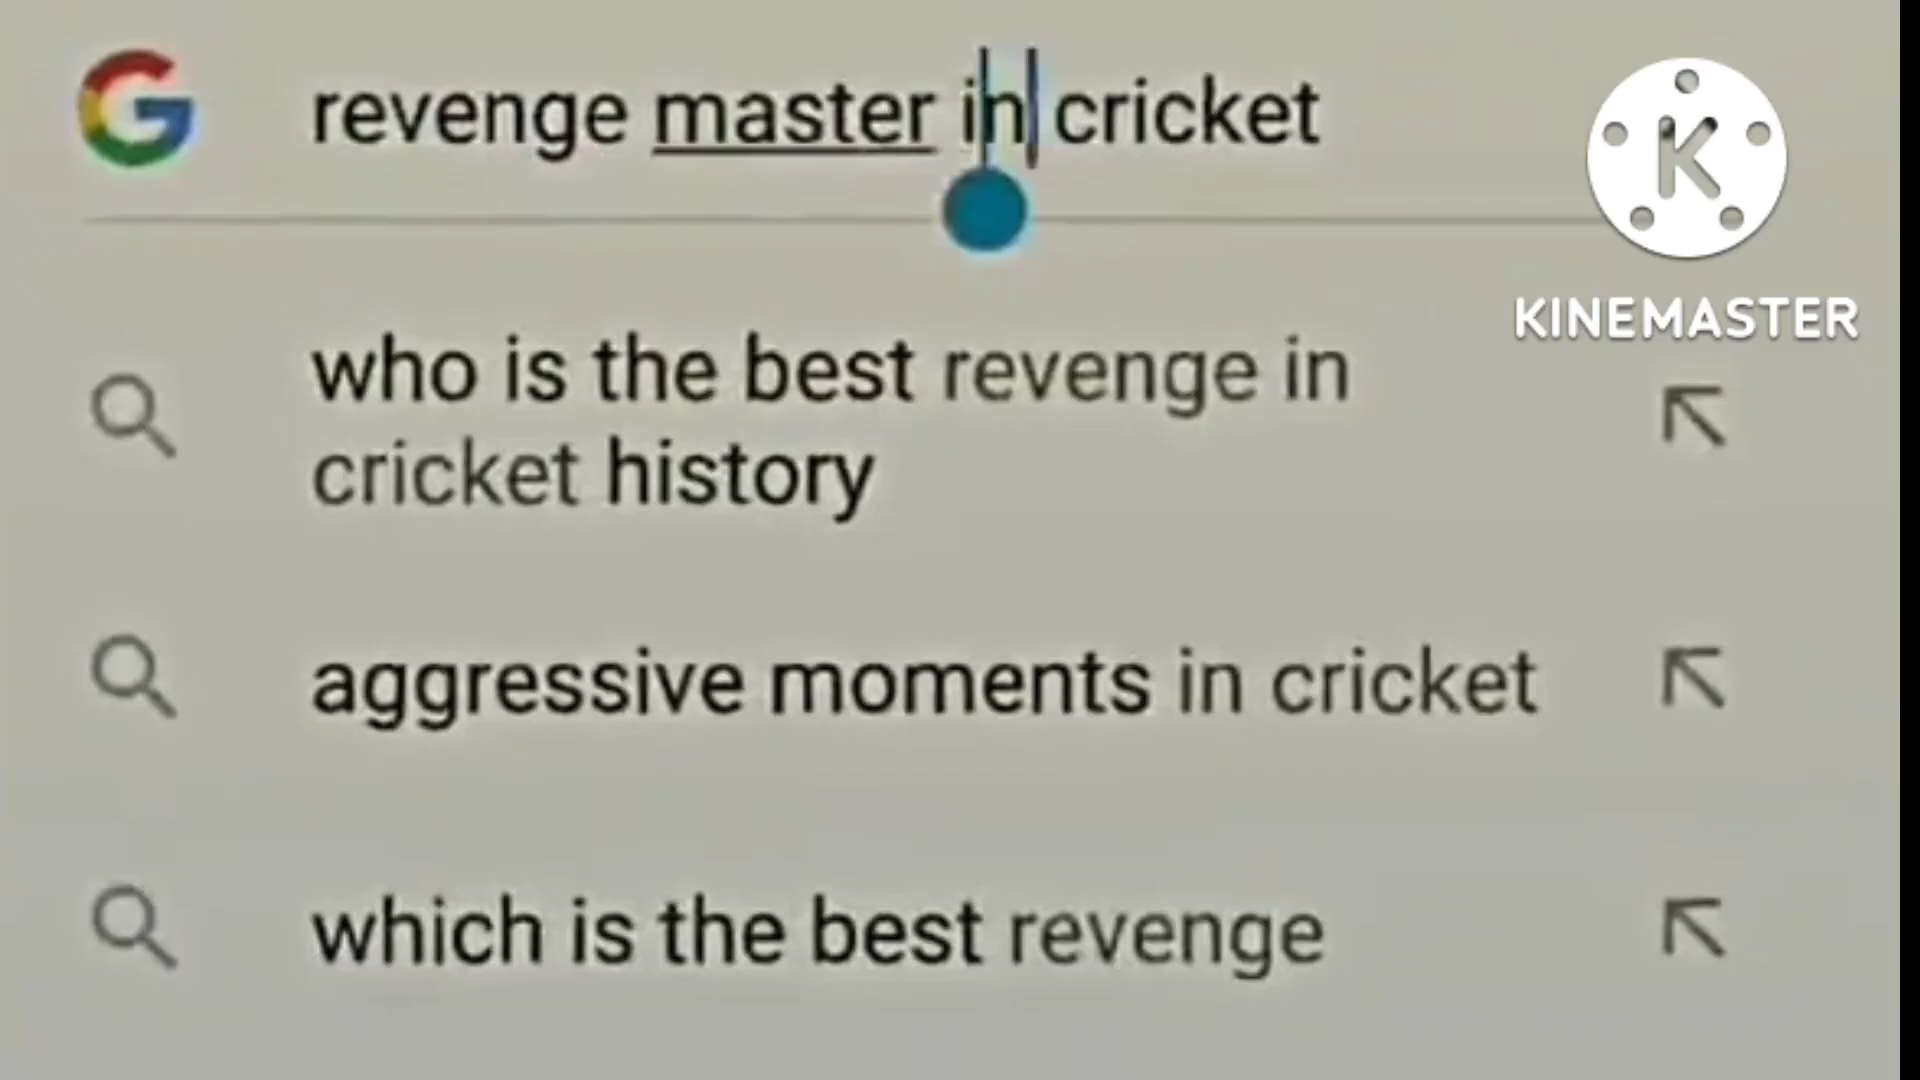 revenge master in cricket
KINEMASTER
who is the best revenge in
cricket history
aggressive moments in cricket
which is the best revenge